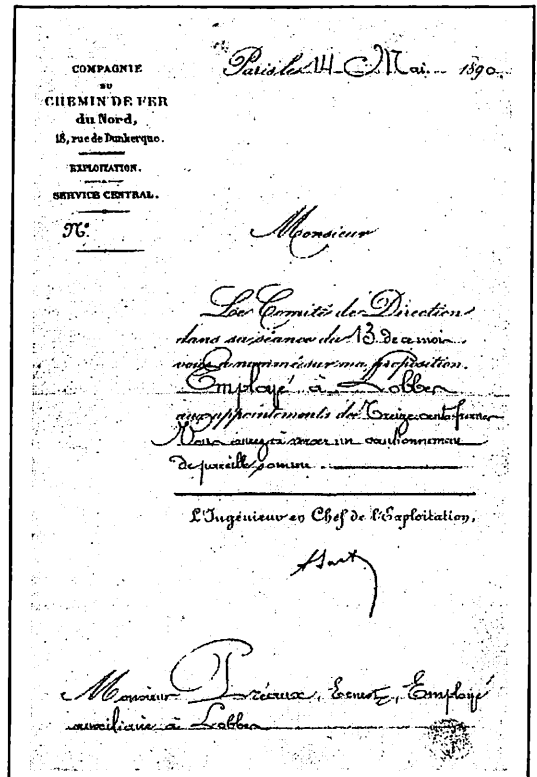 COMPAGNIE
DU
CHEMIN DE FER
du Nord,
18, rue de Dunkerque.
EXPLOITATION.
SERVICE CENTRAL.
N°
Paris le 14 Mai 1890
Monsieur
Le Comité de Direction
dans sa séance du 13 de ce mois
vous a nommé sur ma proposition.
Employé à Lobbes
aux appointements de Treize cents francs
Vous aurez à verser un cautionnement
de pareille somme.
L'Ingénieur en Chef de l'Exploitation,
Monsieur Préaux, Ernest, Employé
auxiliaire à Lobbes